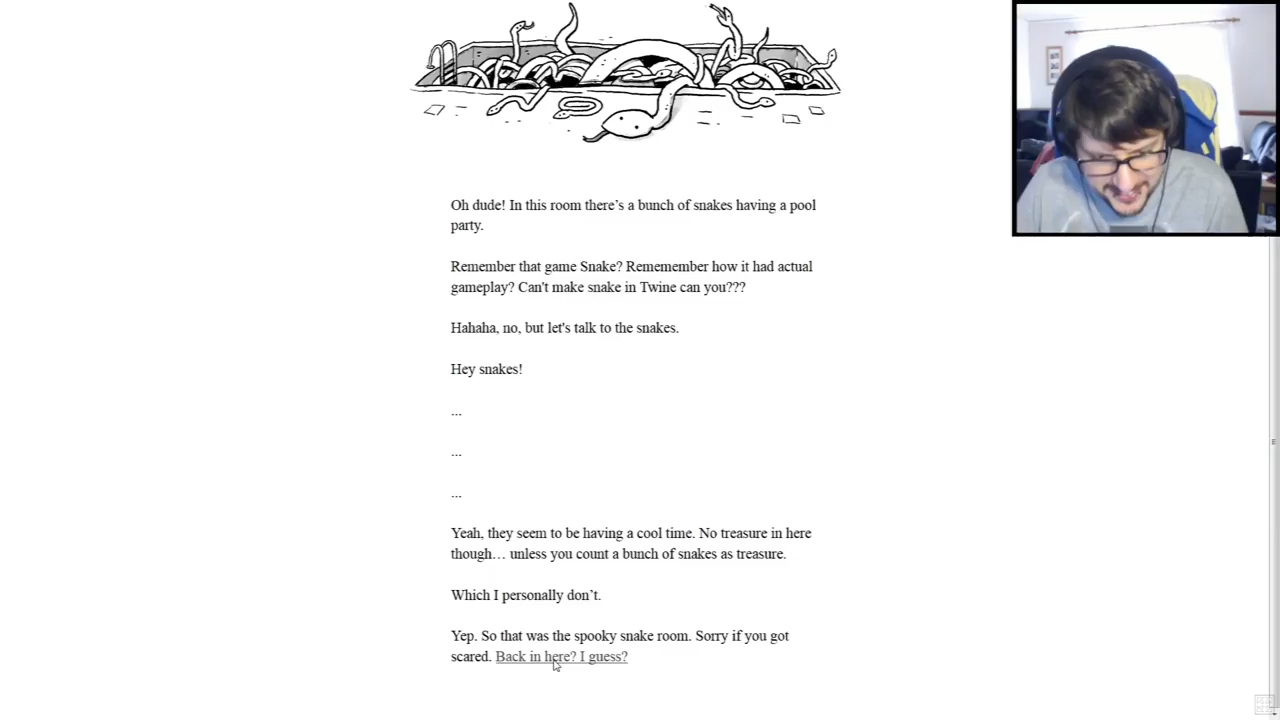 Oh dude! In this room there’s a bunch of snakes having a pool
party.
Remember that game Snake? Rememember how it had actual
gameplay? Can't make snake in Twine can you???
Hahaha, no, but let's talk to the snakes.
Hey snakes!
...
...
...
Yeah, they seem to be having a cool time. No treasure in here
though… unless you count a bunch of snakes as treasure.
Which I personally don’t.
Yep. So that was the spooky snake room. Sorry if you got
scared. Back in here? I guess?